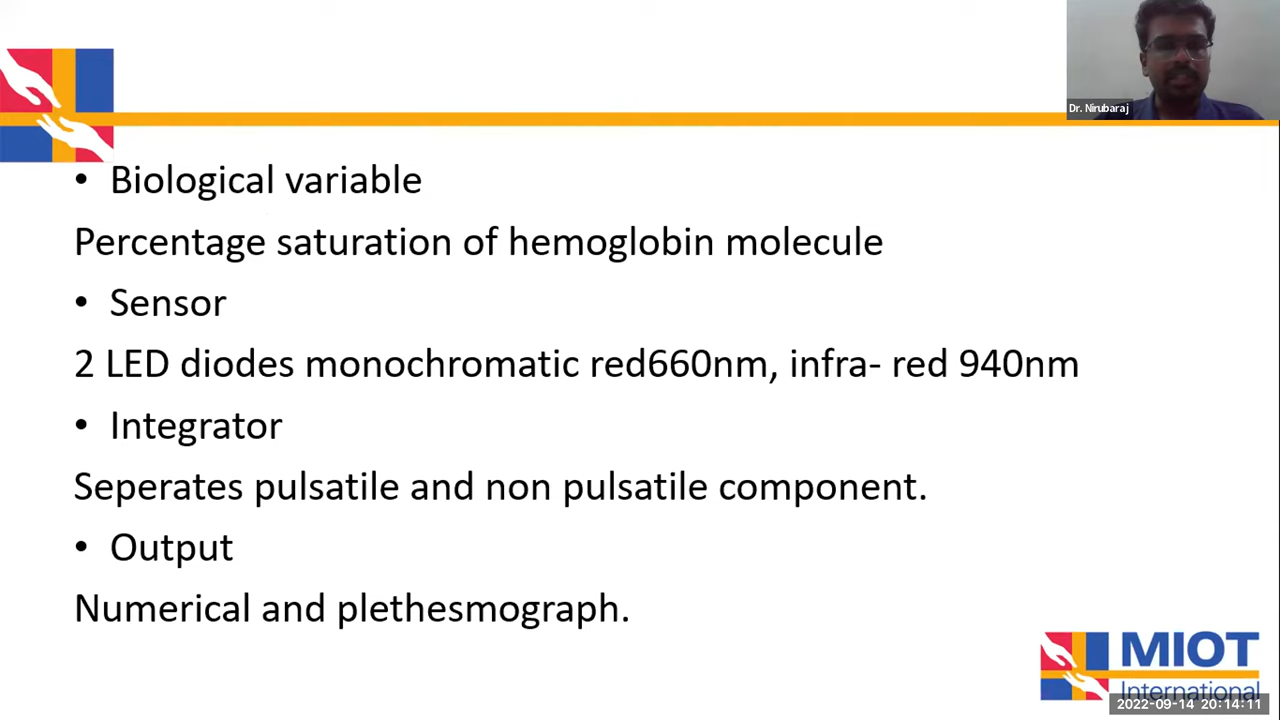 Dr. Nirubaraj
• Biological variable
Percentage saturation of hemoglobin molecule
• Sensor
2 LED diodes monochromatic red660nm, infra- red 940nm
• Integrator
Seperates pulsatile and non pulsatile component.
• Output
Numerical and plethesmograph.
MIOT
International
2022-09-14 20:14:11